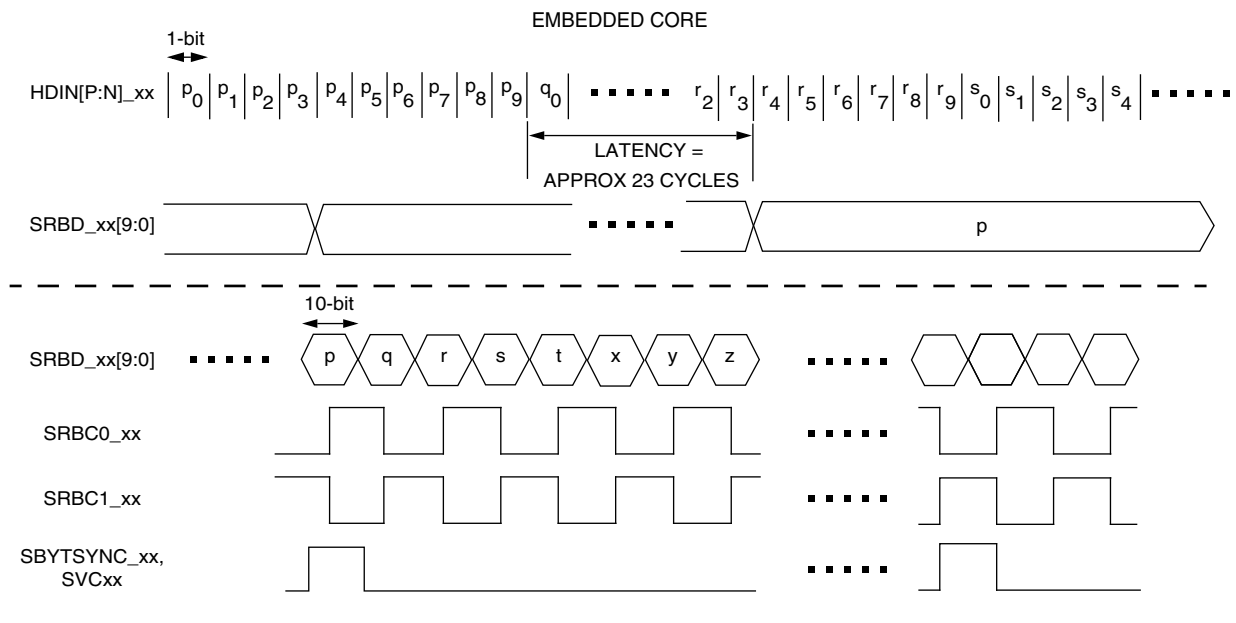 EMBEDDED CORE
1-bit
HDIN[P:N]_xx p0 p1 p2 p3 p4 p5 p6 p7 p8 p9 q0 r2 r3 r4 r5 r6 r7 r8 r9 s0 s1 s2 s3 s4
LATENCY =
APPROX 23 CYCLES
SRBD_xx[9:0] p
10-bit
SRBD_xx[9:0] p q r s t x y z
SRBC0_xx
SRBC1_xx
SBYTSYNC_xx,
SVCxx